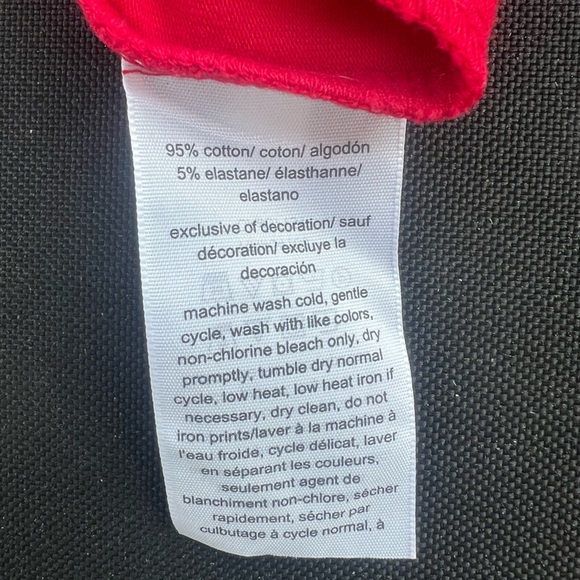 95% cotton/ coton/ algodón
5% elastane/ élasthanne/
elastano
exclusive of decoration/ sauf
décoration/ excluye la
decoración
machine wash cold, gentle
cycle, wash with like colors,
non-chlorine bleach only, dry
promptly, tumble dry normal
cycle, low heat, low heat iron if
necessary, dry clean, do not
iron prints/laver à la machine à
l'eau froide, cycle délicat, laver
en séparant les couleurs,
seulement agent de
blanchiment non-chlore, sécher
rapidement, sécher par
culbutage à cycle normal, à